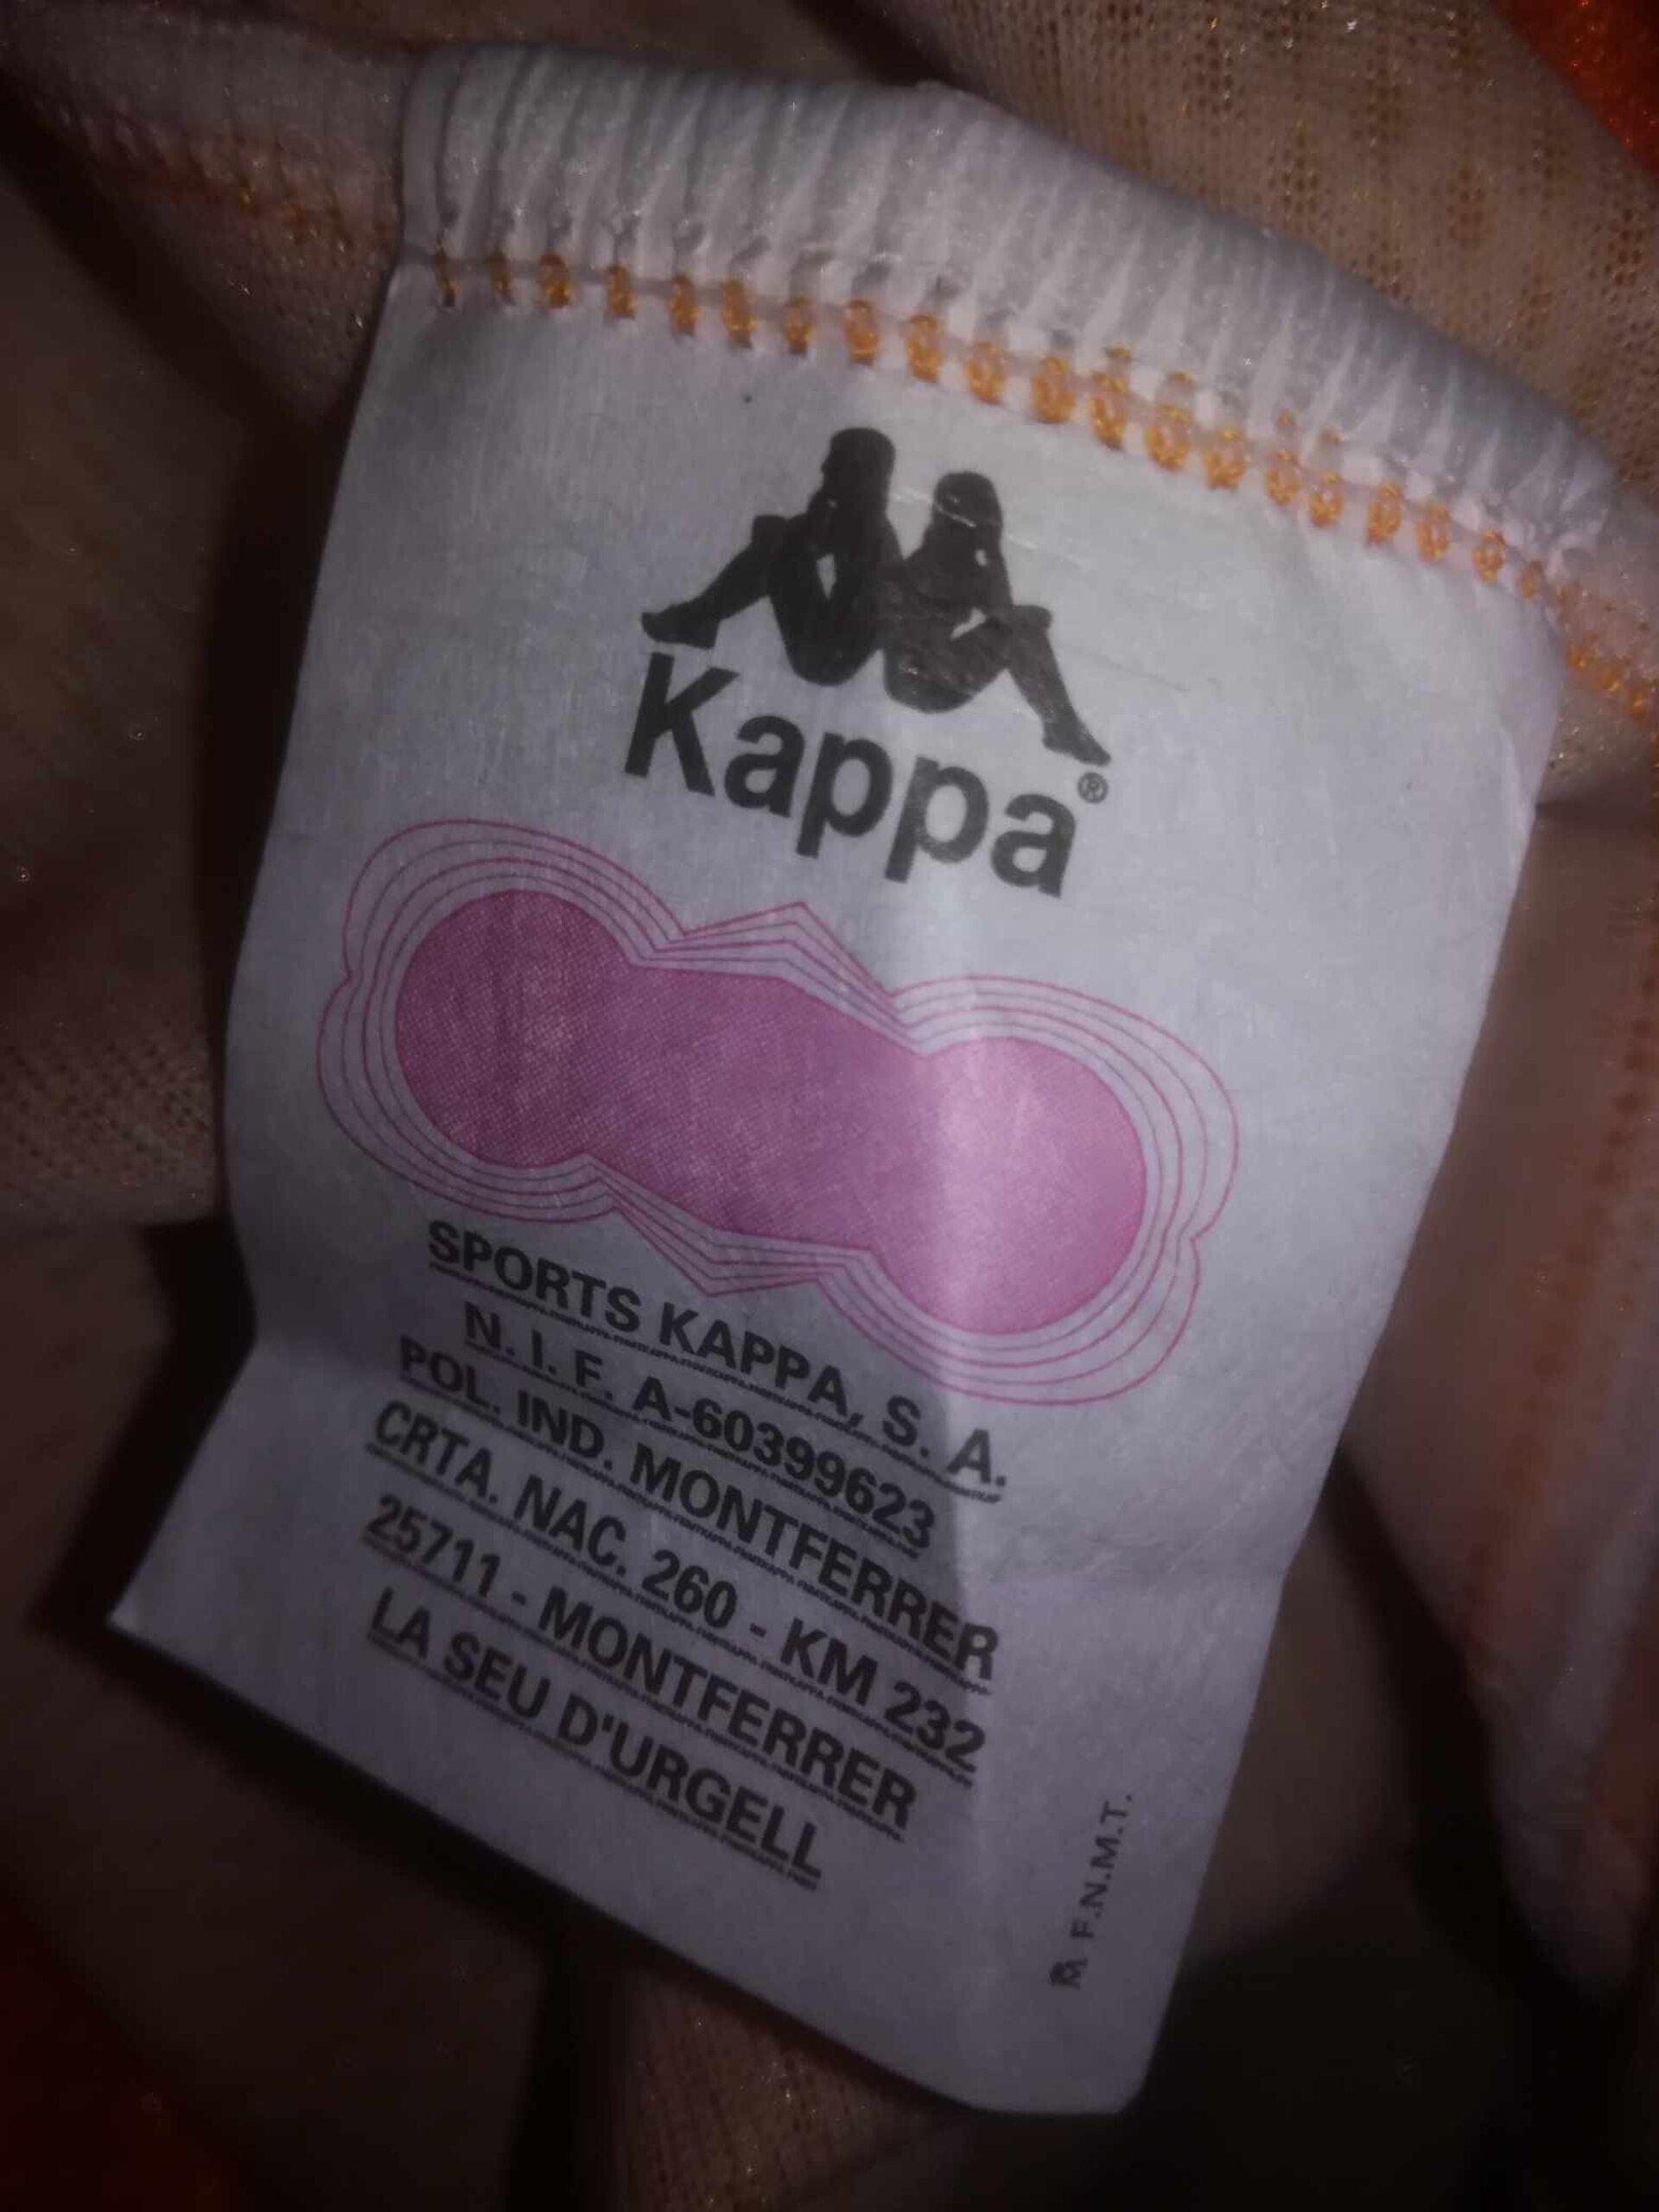 Kappa®
SPORTS KAPPA, S. A.
N. I. F. A-60399623
POL. IND. MONTFERRER
CRTA. NAC. 260 - KM 232
25711 - MONTFERRER
LA SEU D'URGELL
F.N.M.T.